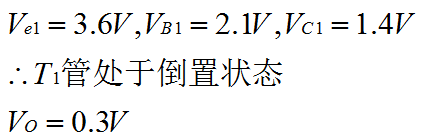 Ve1 = 3.6V, VB1 = 2.1V, VC1 = 1.4V
∴T1管处于倒置状态
VO = 0.3V